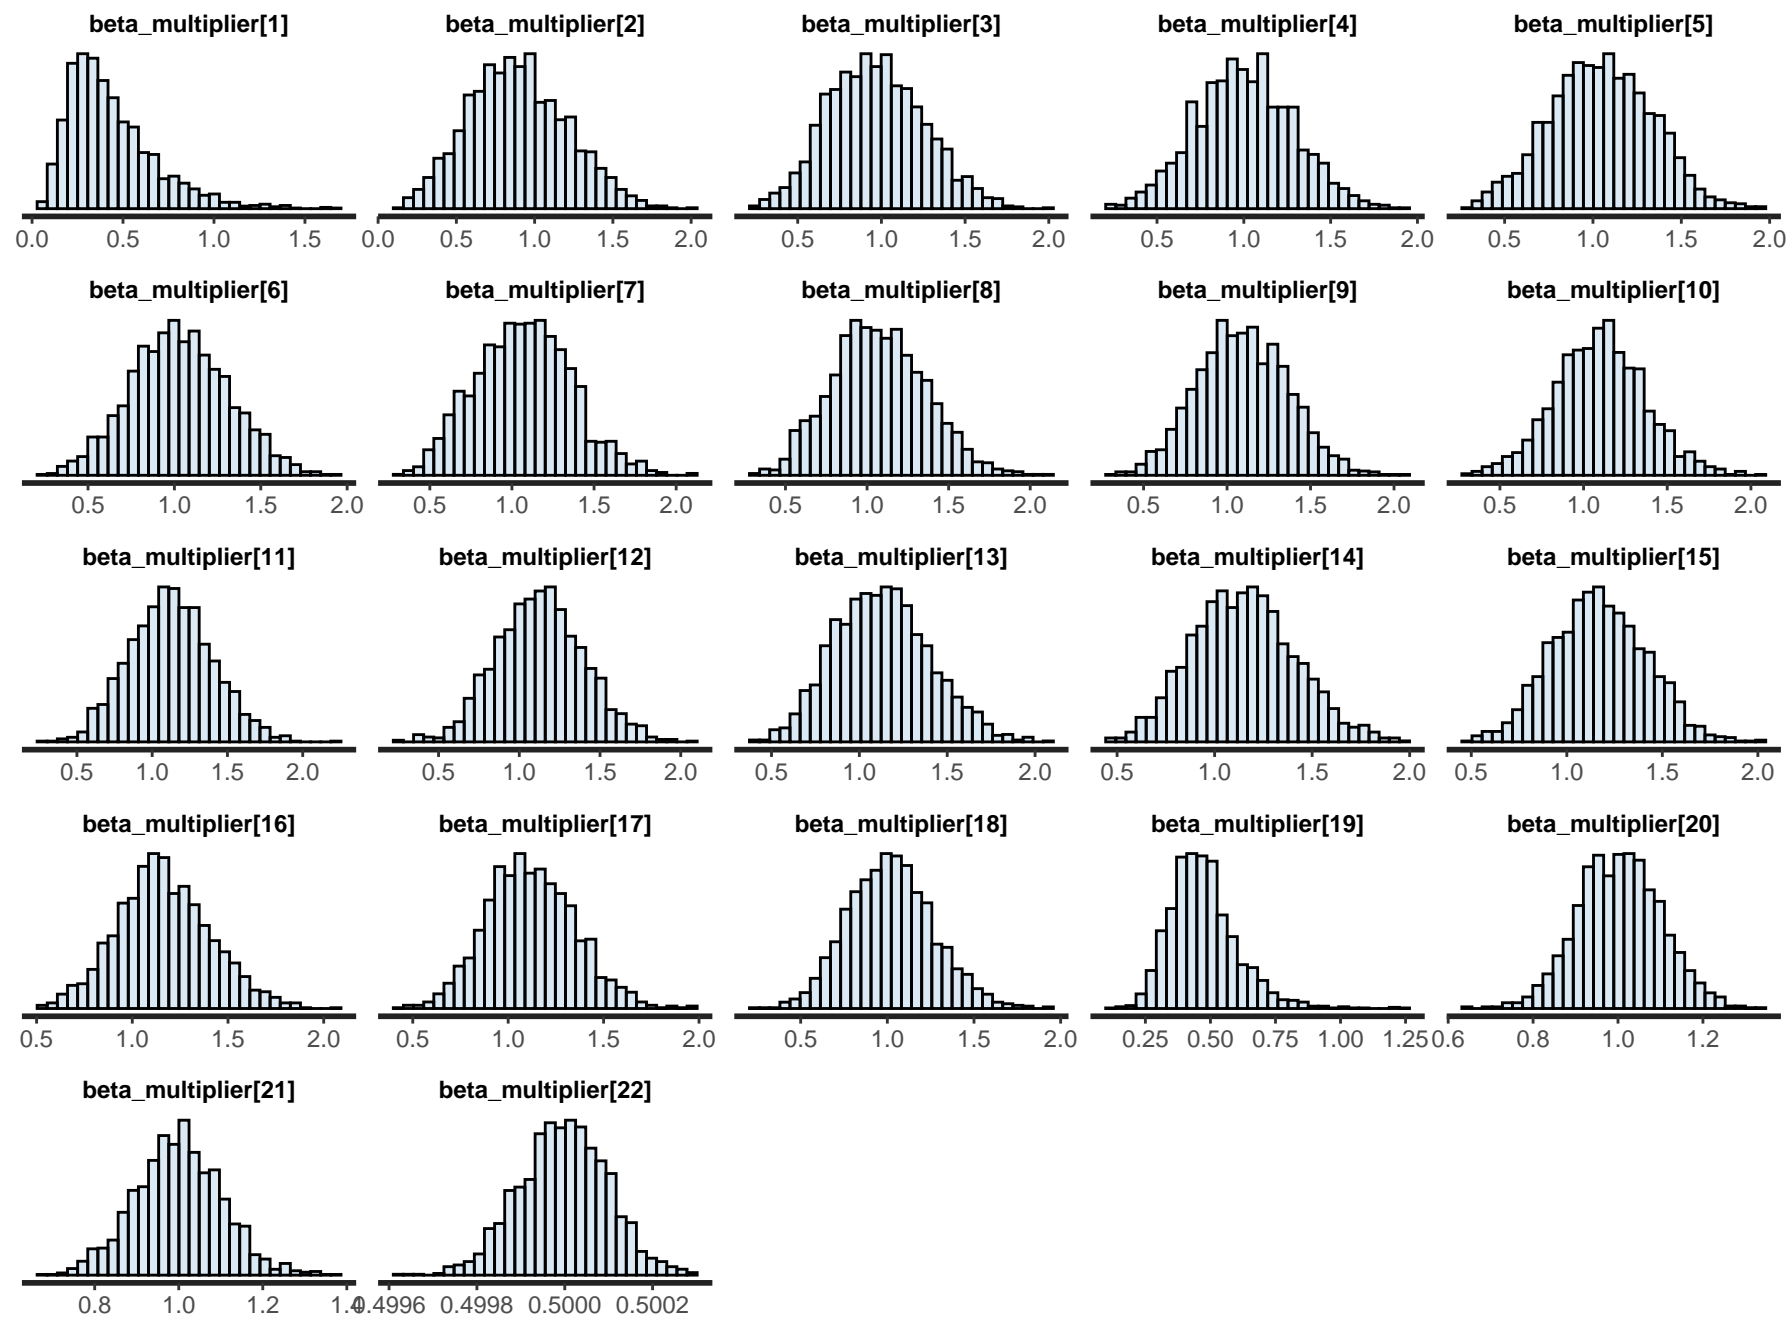 beta_multiplier[1] beta_multiplier[2] beta_multiplier[3] beta_multiplier[4] beta_multiplier[5]
0.0 0.5 1.0 1.5 0.0 0.5 1.0 1.5 2.0 0.5 1.0 1.5 2.0 0.5 1.0 1.5 2.0 0.5 1.0 1.5 2.0
beta_multiplier[6] beta_multiplier[7] beta_multiplier[8] beta_multiplier[9] beta_multiplier[10]
0.5 1.0 1.5 2.0 0.5 1.0 1.5 2.0 0.5 1.0 1.5 2.0 0.5 1.0 1.5 2.0 0.5 1.0 1.5 2.0
beta_multiplier[11] beta_multiplier[12] beta_multiplier[13] beta_multiplier[14] beta_multiplier[15]
0.5 1.0 1.5 2.0 0.5 1.0 1.5 2.0 0.5 1.0 1.5 2.0 0.5 1.0 1.5 2.0 0.5 1.0 1.5 2.0
beta_multiplier[16] beta_multiplier[17] beta_multiplier[18] beta_multiplier[19] beta_multiplier[20]
0.5 1.0 1.5 2.0 0.5 1.0 1.5 2.0 0.5 1.0 1.5 2.0 0.25 0.50 0.75 1.00 1.25 0.6 0.8 1.0 1.2
beta_multiplier[21] beta_multiplier[22]
0.8 1.0 1.2 1.4 0.4996 0.4998 0.5000 0.5002